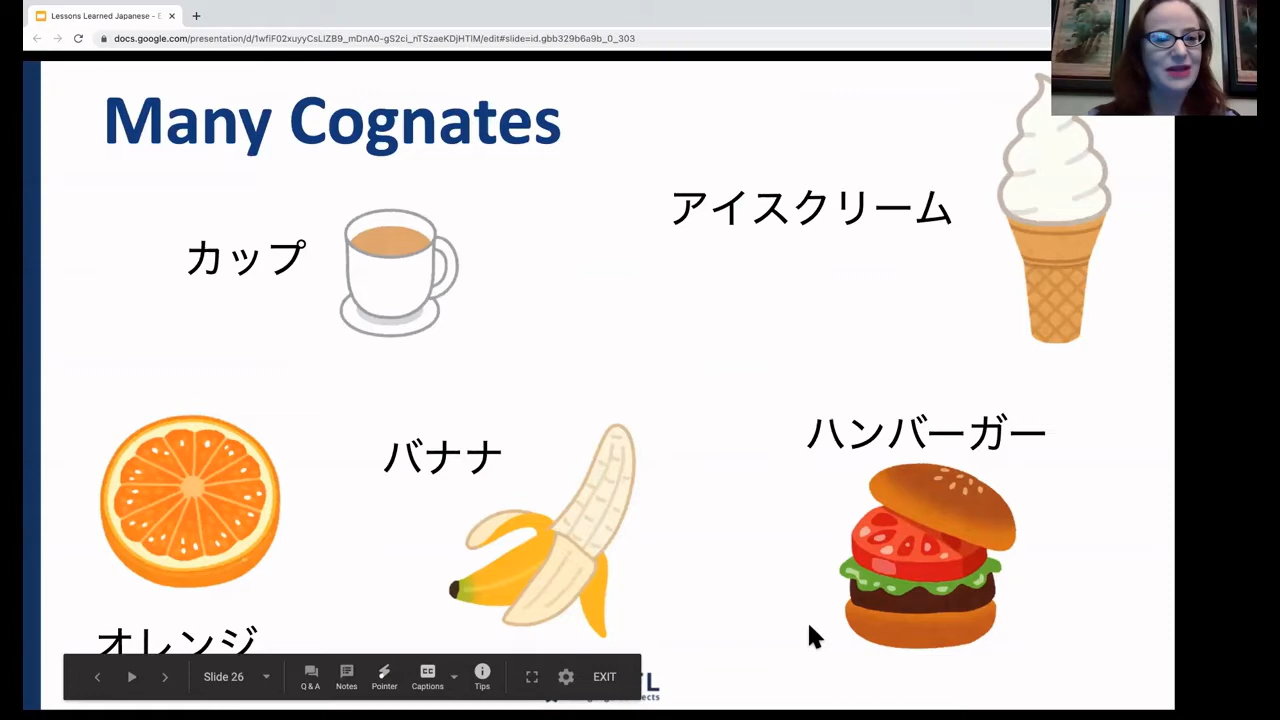 Lessons Learned Japanese - E
docs.google.com/presentation/d/1wfiF02xuyyCsLIZB9_mDnA0-gS2ci_nTSzaeKDjHTlM/edit#slide=id.gbb329b6a9b_0_303
Many Cognates
アイスクリーム
カップ
ハンバーガー
バナナ
オレンジ
Slide 26
Q & A
Notes
Pointer
CC
Captions
Tips
EXIT